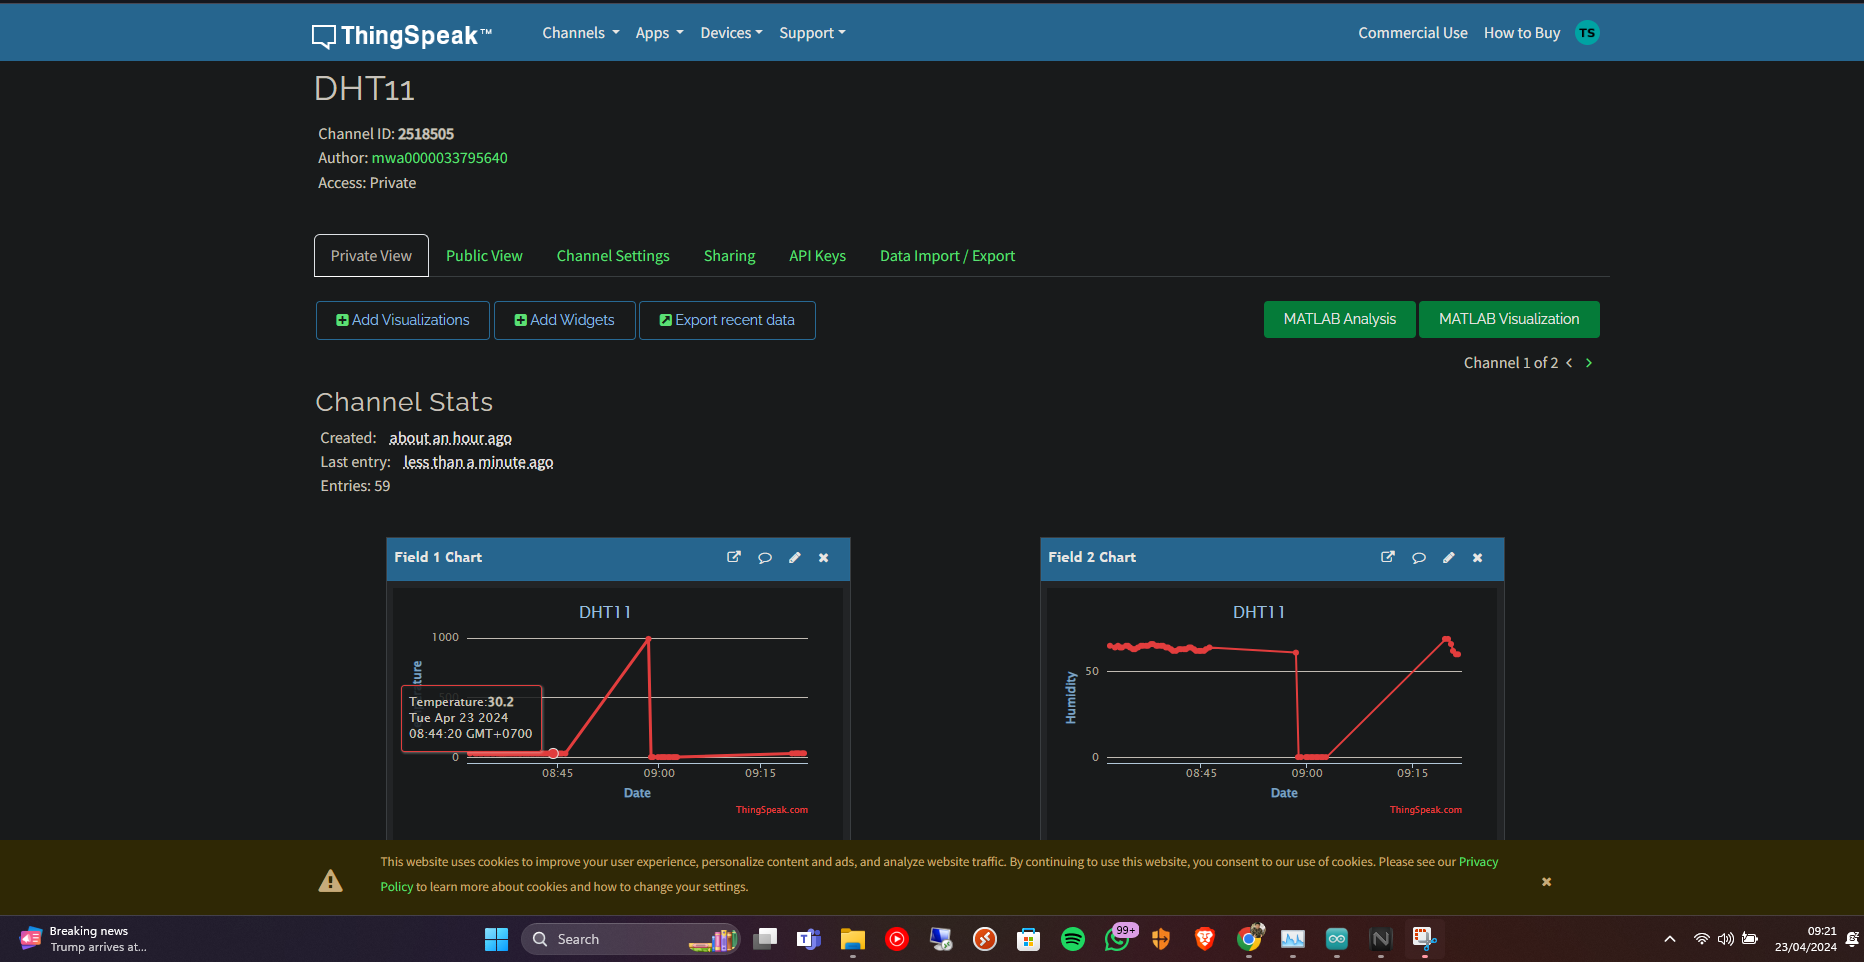 ThingSpeak™ Channels Apps Devices Support Commercial Use How to Buy TS
DHT11
Channel ID: 2518505
Author: mwa0000033795640
Access: Private
Private View Public View Channel Settings Sharing API Keys Data Import / Export
Add Visualizations Add Widgets Export recent data MATLAB Analysis MATLAB Visualization
Channel 1 of 2 < >
Channel Stats
Created: about an hour ago
Last entry: less than a minute ago
Entries: 59
Field 1 Chart
DHT11
1000
500
0
Temperature:30.2
Tue Apr 23 2024
08:44:20 GMT+0700
08:45 09:00 09:15
Date
ThingSpeak.com
Field 2 Chart
DHT11
Humidity
50
0
08:45 09:00 09:15
Date
ThingSpeak.com
This website uses cookies to improve your user experience, personalize content and ads, and analyze website traffic. By continuing to use this website, you consent to our use of cookies. Please see our Privacy
Policy to learn more about cookies and how to change your settings.
Breaking news
Trump arrives at...
Search
99+
09:21
23/04/2024